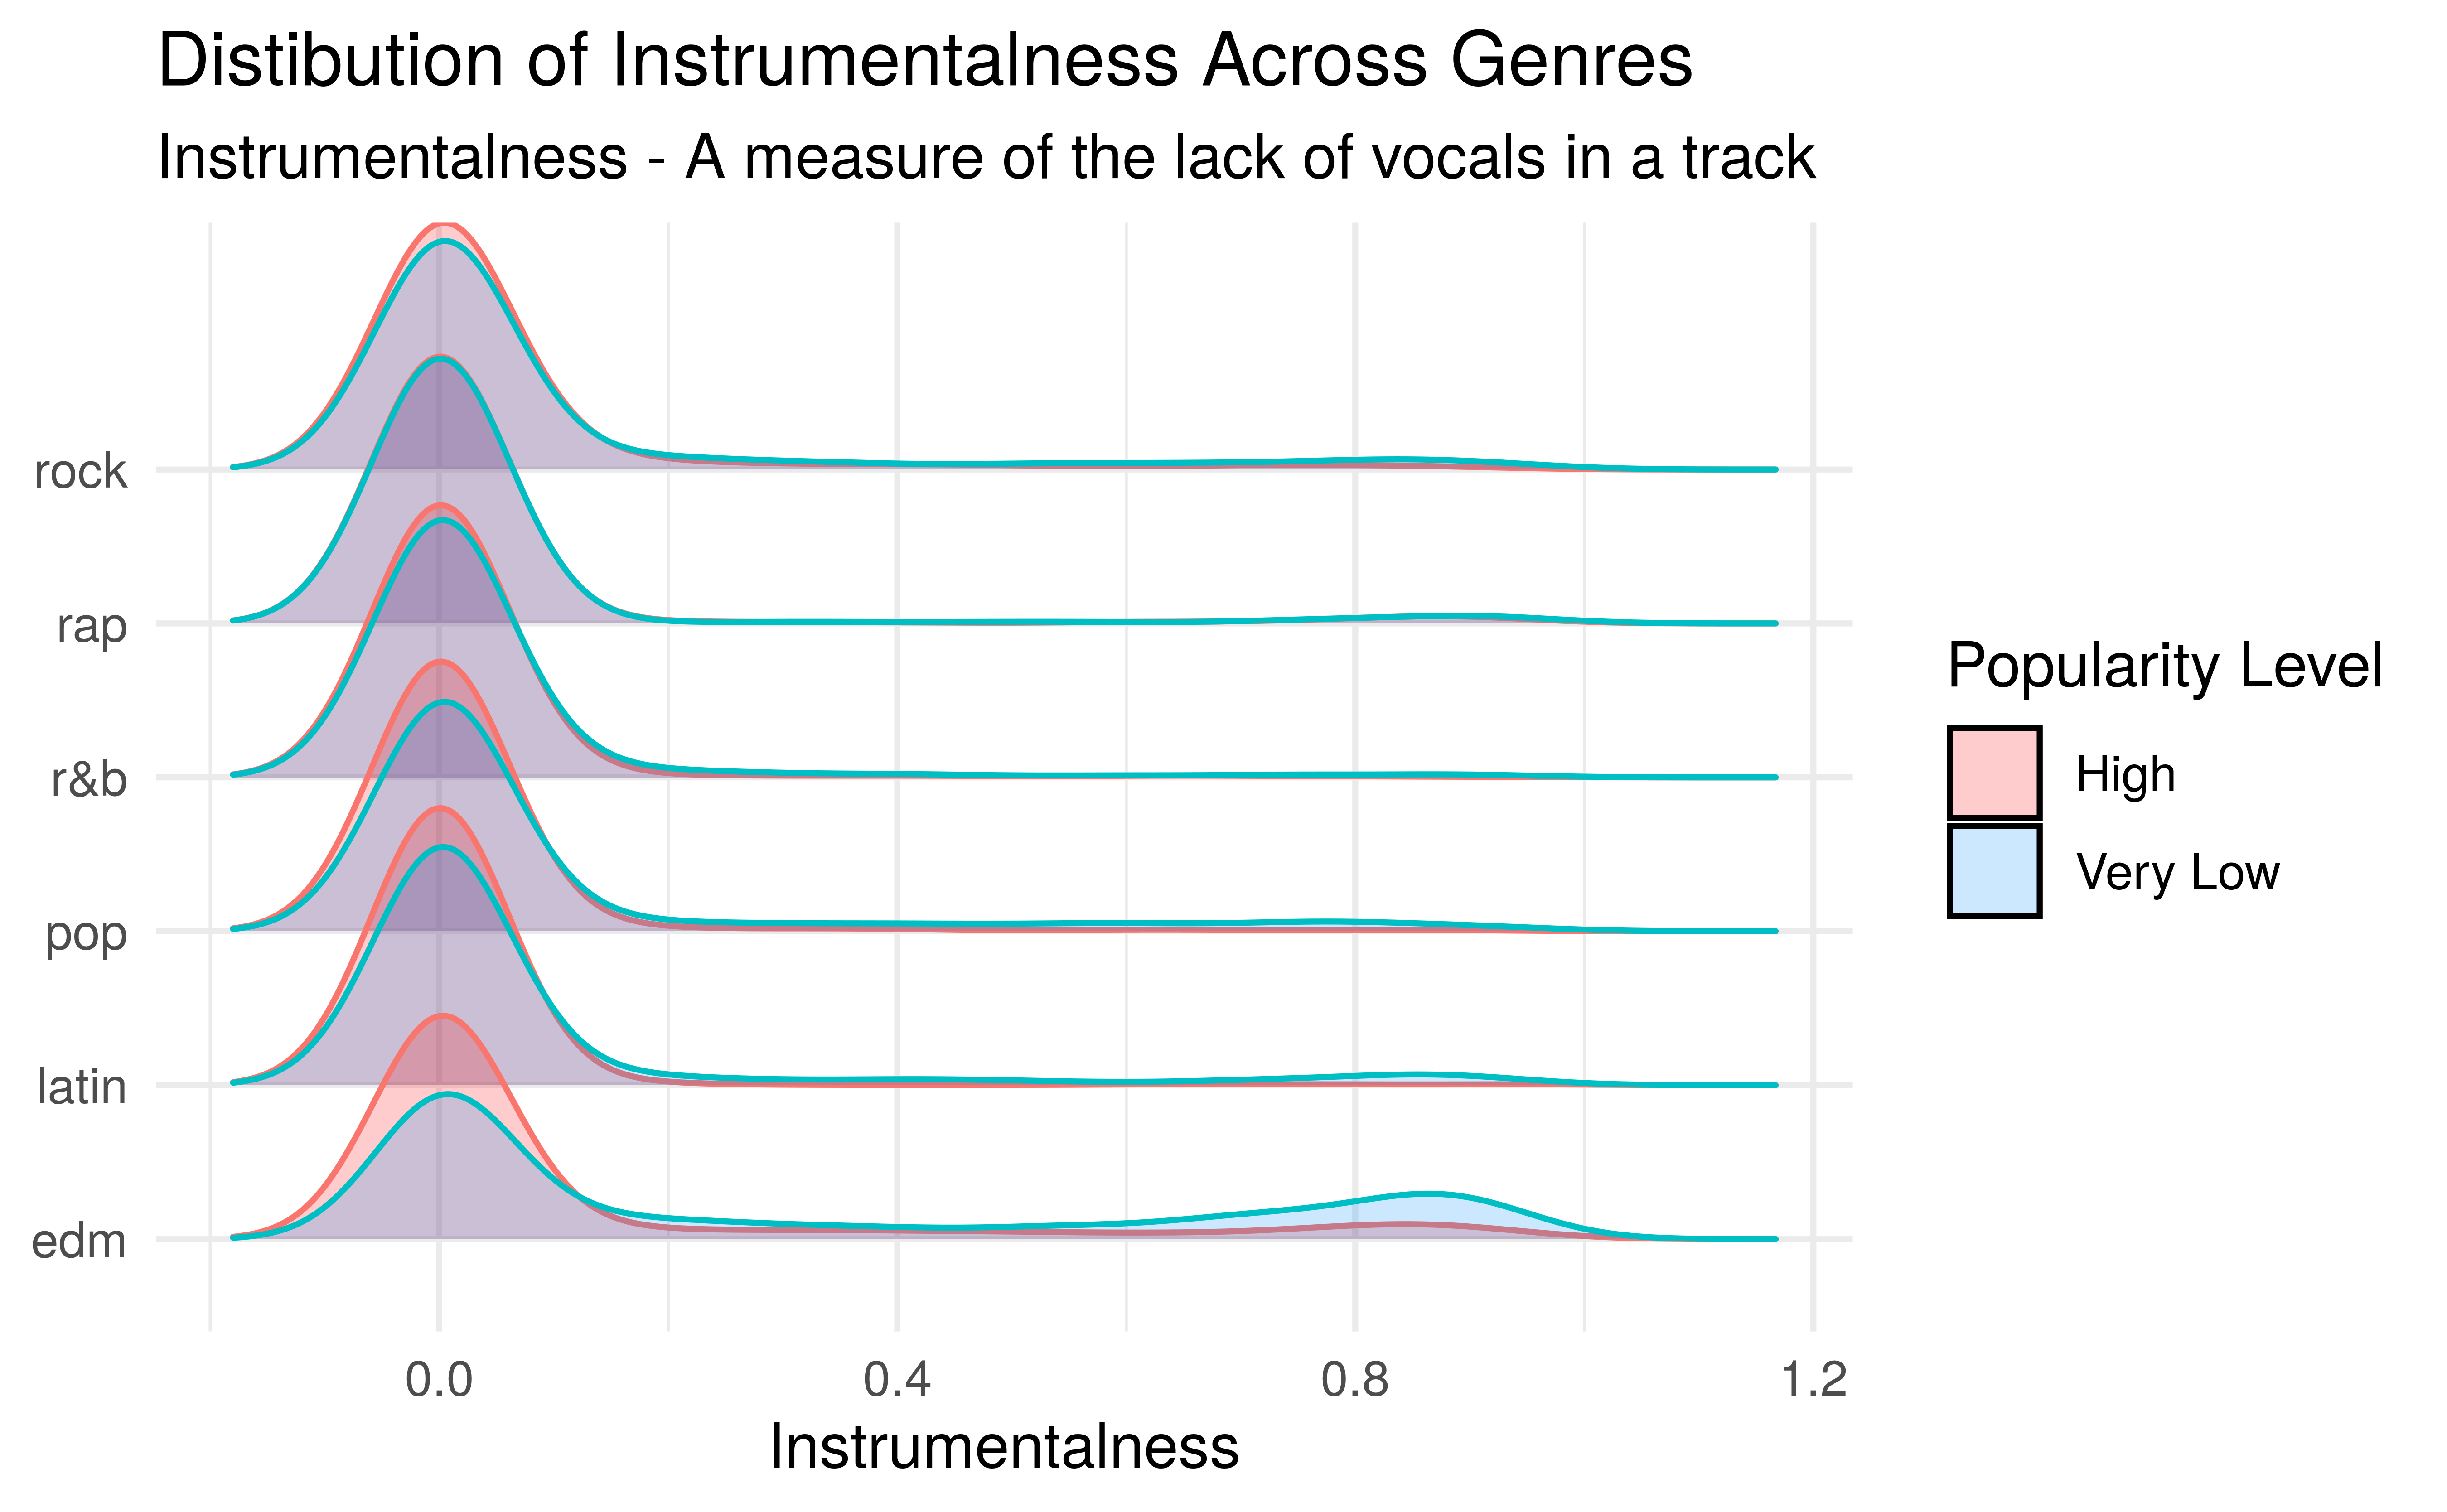 Distibution of Instrumentalness Across Genres
Instrumentalness - A measure of the lack of vocals in a track
rock
rap
r&b
pop
latin
edm
0.0 0.4 0.8 1.2
Instrumentalness
Popularity Level
High
Very Low